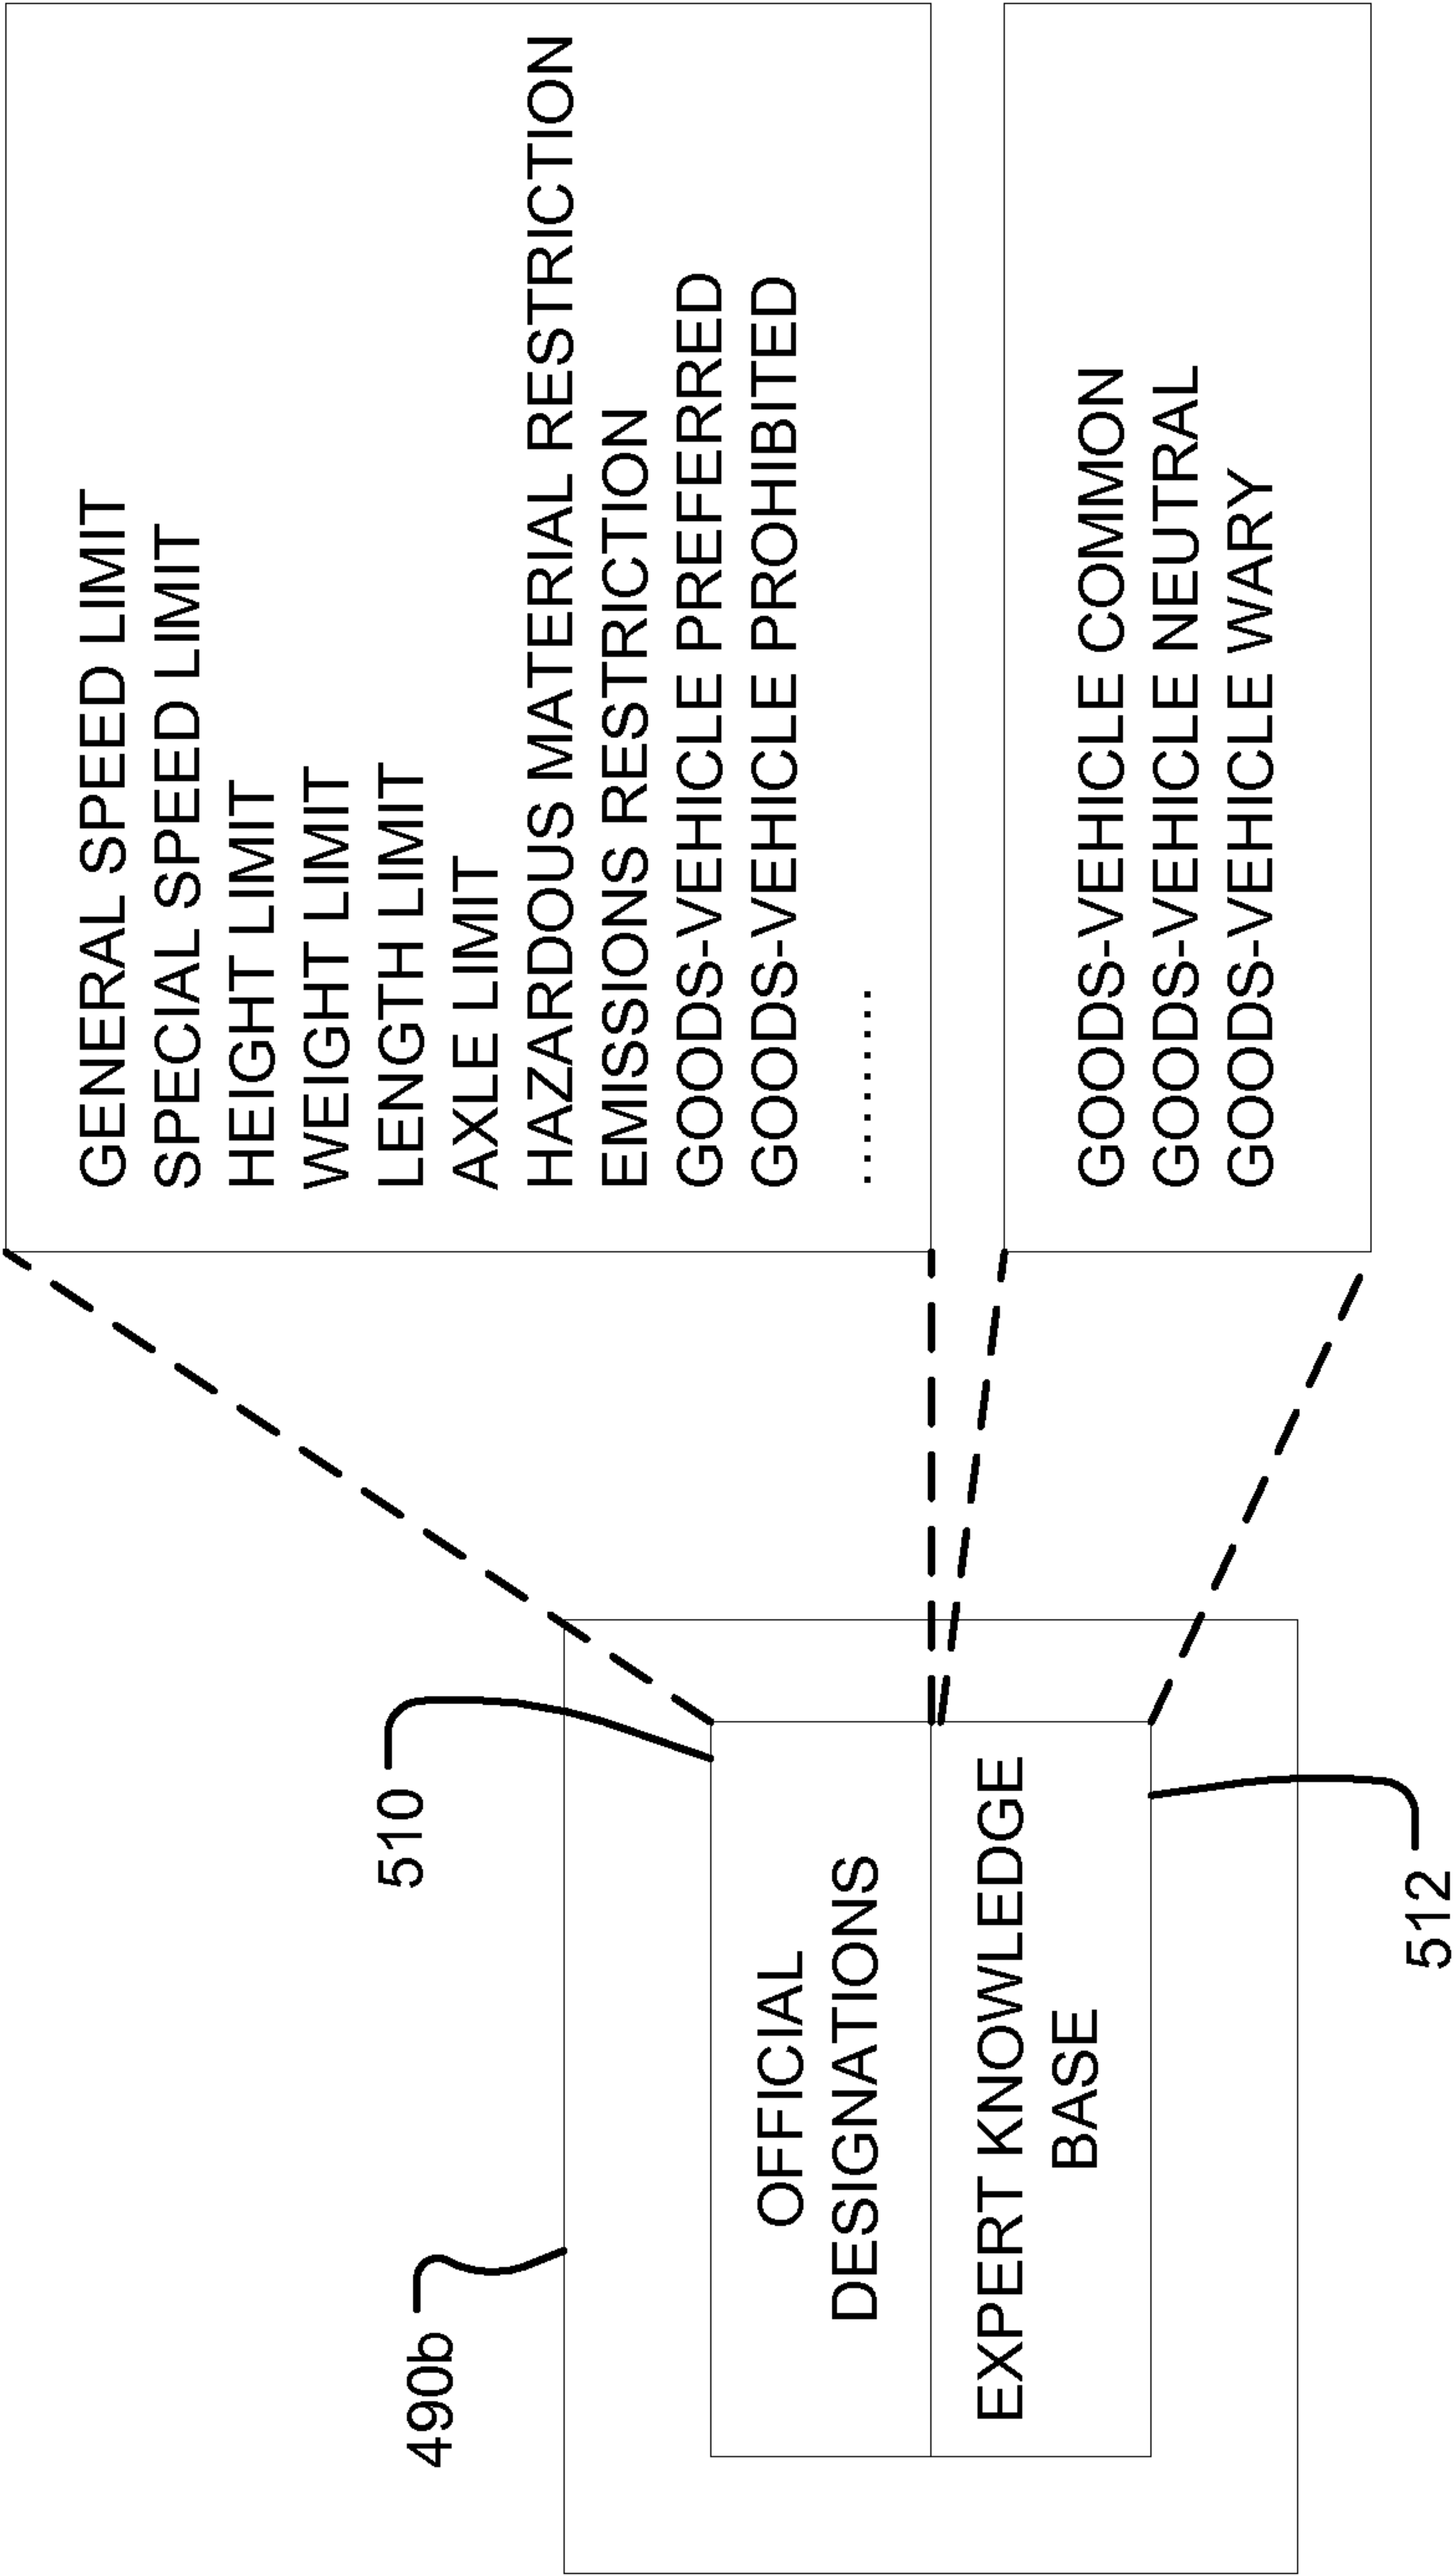 490b
510
OFFICIAL
DESIGNATIONS
EXPERT KNOWLEDGE
BASE
512
GENERAL SPEED LIMIT
SPECIAL SPEED LIMIT
HEIGHT LIMIT
WEIGHT LIMIT
LENGTH LIMIT
AXLE LIMIT
HAZARDOUS MATERIAL RESTRICTION
EMISSIONS RESTRICTION
GOODS-VEHICLE PREFERRED
GOODS-VEHICLE PROHIBITED
.........
GOODS-VEHICLE COMMON
GOODS-VEHICLE NEUTRAL
GOODS-VEHICLE WARY